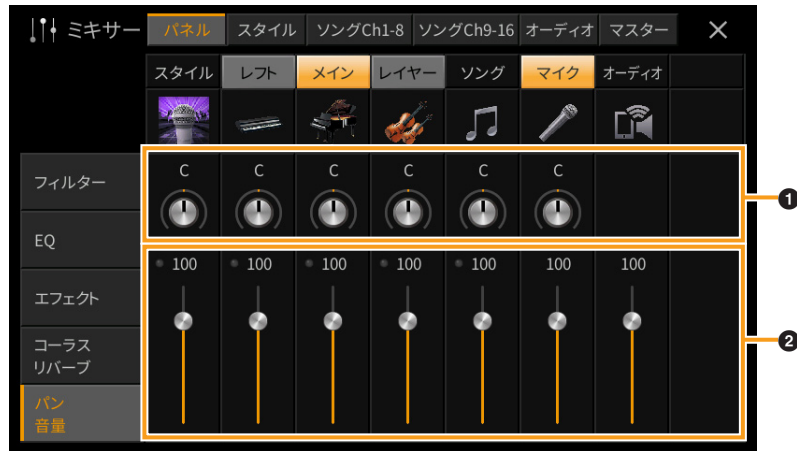 ミキサー
パネル スタイル ソングCh1-8 ソングCh9-16 オーディオ マスター ×
スタイル レフト メイン レイヤー ソング マイク オーディオ
フィルター
C C C C C C
❶
EQ
100 100 100 100 100 100 100
エフェクト
❷
コーラス
リバーブ
パン
音量